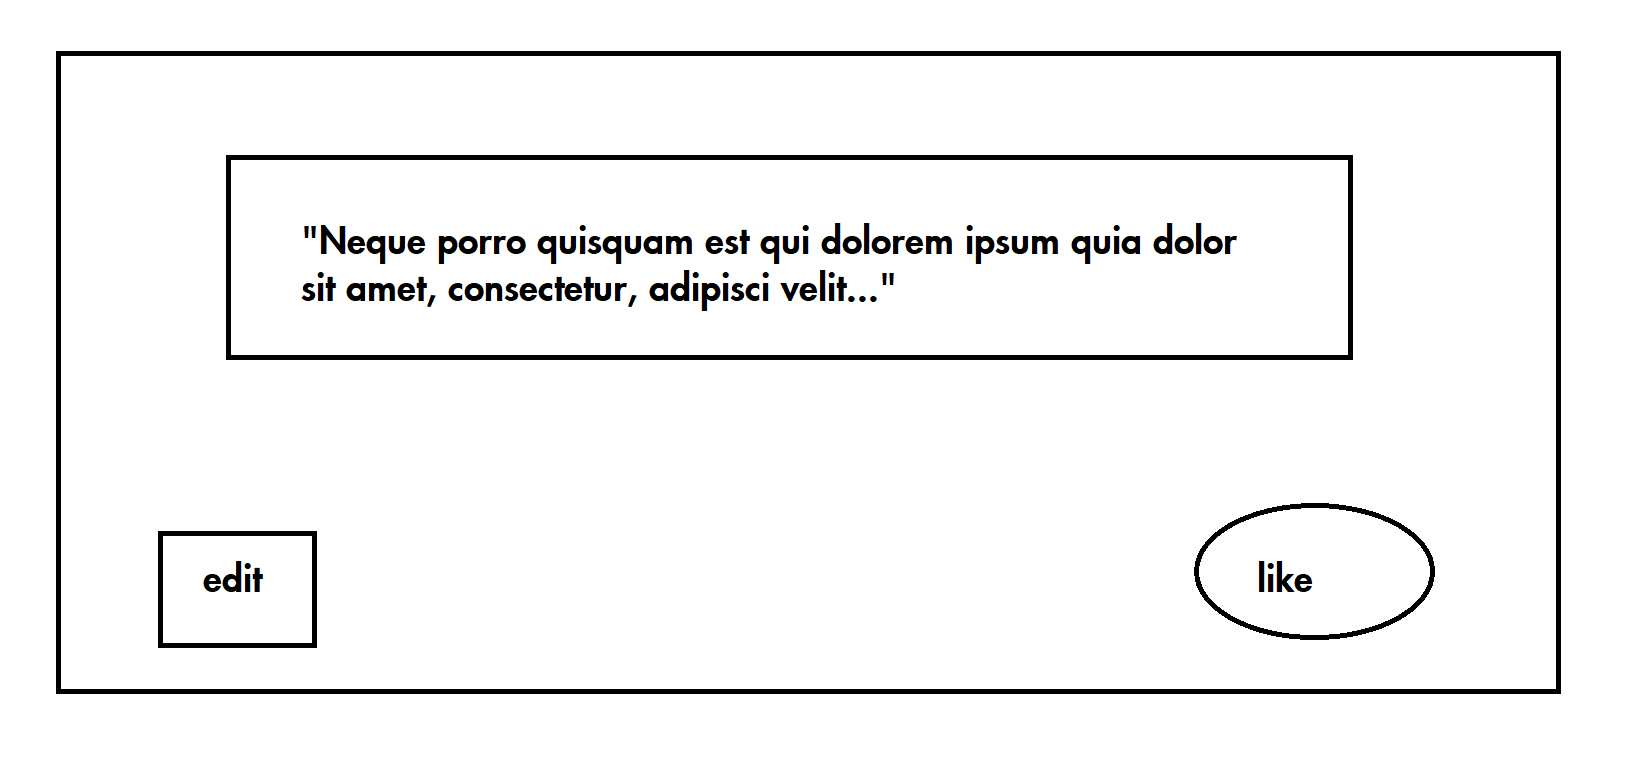 "Neque porro quisquam est qui dolorem ipsum quia dolor
sit amet, consectetur, adipisci velit..."
edit
like